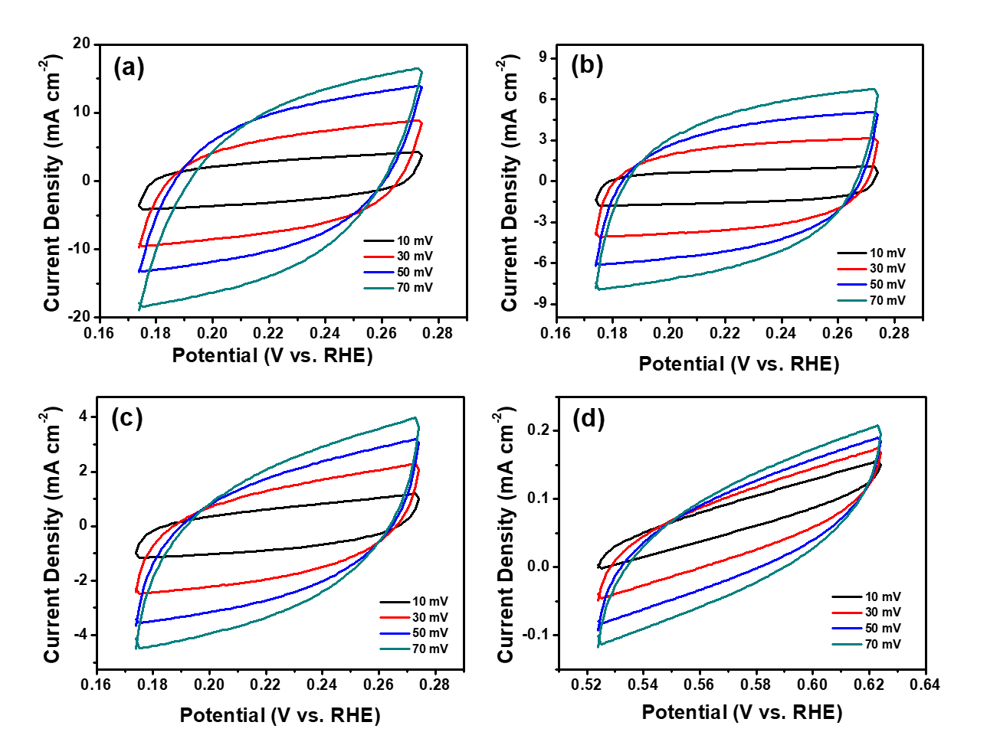 (a)
Current Density (mA cm-2)
20
10
0
-10
-20
10 mV
30 mV
50 mV
70 mV
0.16 0.18 0.20 0.22 0.24 0.26 0.28
Potential (V vs. RHE)
(b)
Current Density (mA cm-2)
9
6
3
0
-3
-6
-9
10 mV
30 mV
50 mV
70 mV
0.16 0.18 0.20 0.22 0.24 0.26 0.28
Potential (V vs. RHE)
(c)
Current Density (mA cm-2)
4
2
0
-2
-4
10 mV
30 mV
50 mV
70 mV
0.16 0.18 0.20 0.22 0.24 0.26 0.28
Potential (V vs. RHE)
(d)
Current Density (mA cm-2)
0.2
0.1
0.0
-0.1
10 mV
30 mV
50 mV
70 mV
0.52 0.54 0.56 0.58 0.60 0.62 0.64
Potential (V vs. RHE)